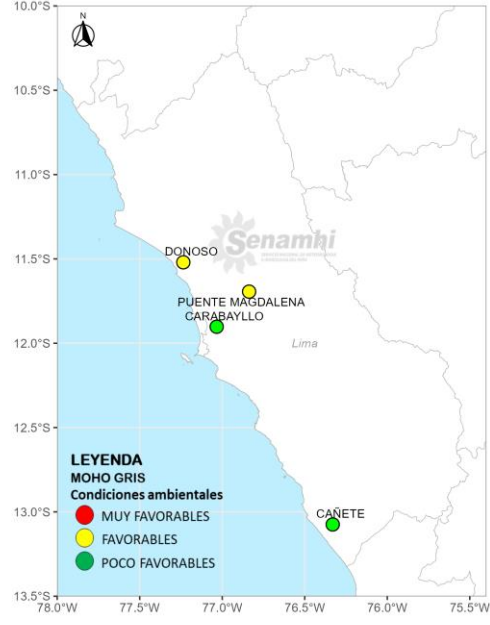 10.0°S
N
10.5°S
11.0°S
11.5°S
12.0°S
12.5°S
13.0°S
13.5°S
Senamhi
DONOSO
PUENTE MAGDALENA
CARABAYLLO
Lima
CAÑETE
LEYENDA
MOHO GRIS
Condiciones ambientales
MUY FAVORABLES
FAVORABLES
POCO FAVORABLES
78.0°W 77.5°W 77.0°W 76.5°W 76.0°W 75.5°W